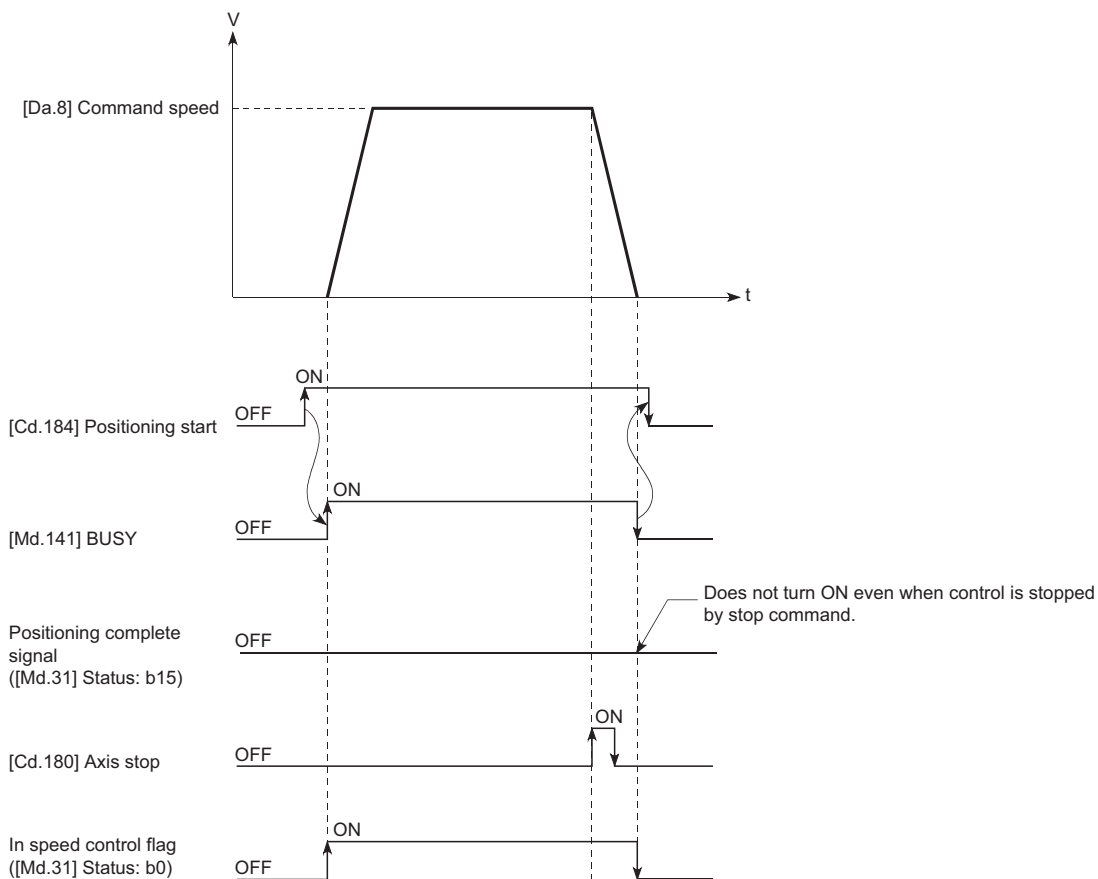 V
[Da.8] Command speed
t
ON
OFF
[Cd.184] Positioning start
ON
OFF
[Md.141] BUSY
Does not turn ON even when control is stopped
by stop command.
Positioning complete
signal
([Md.31] Status: b15)
OFF
ON
OFF
[Cd.180] Axis stop
ON
In speed control flag
([Md.31] Status: b0)
OFF